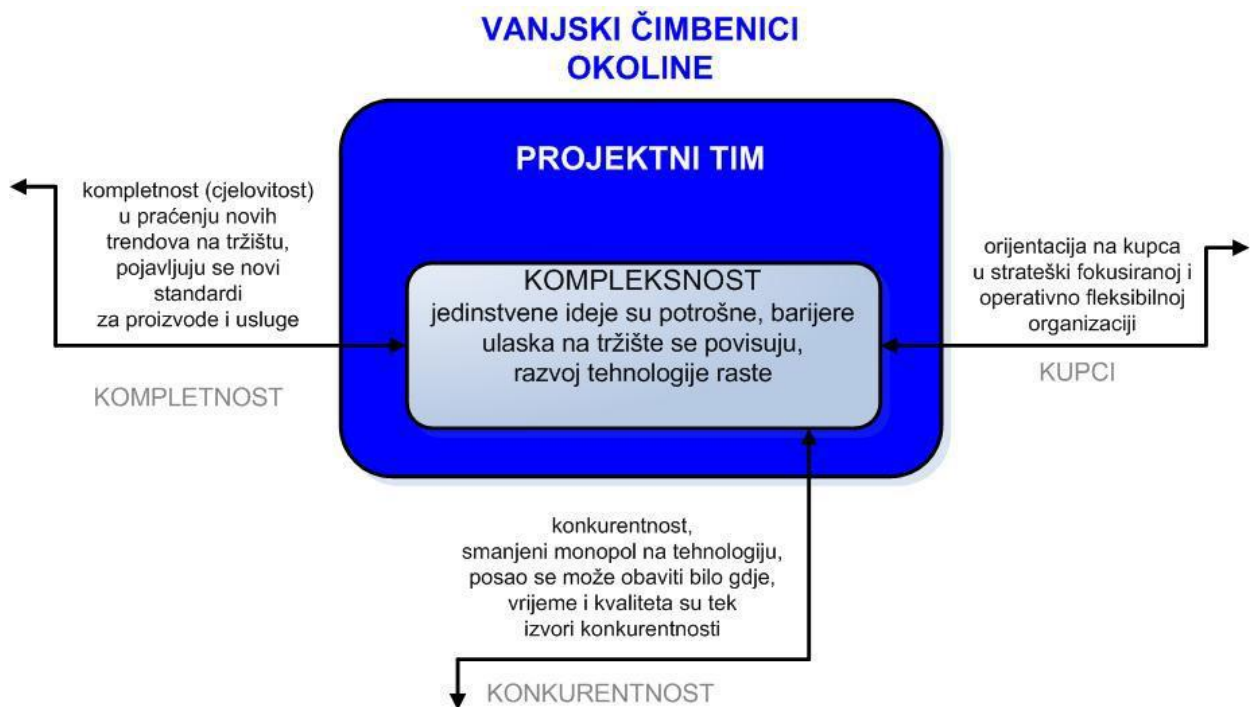 VANJSKI ČIMBENICI
OKOLINE
PROJEKTNI TIM
kompletnost (cjelovitost)
u praćenju novih
trendova na tržištu,
pojavljuju se novi
standardi
za proizvode i usluge
KOMPLETNOST
KOMPLEKSNOST
jedinstvene ideje su potrošne, barijere
ulaska na tržište se povisuju,
razvoj tehnologije raste
orijentacija na kupca
u strateški fokusiranoj i
operativno fleksibilnoj
organizaciji
KUPCI
konkurentnost,
smanjeni monopol na tehnologiju,
posao se može obaviti bilo gdje,
vrijeme i kvaliteta su tek
izvori konkurentnosti
KONKURENTNOST